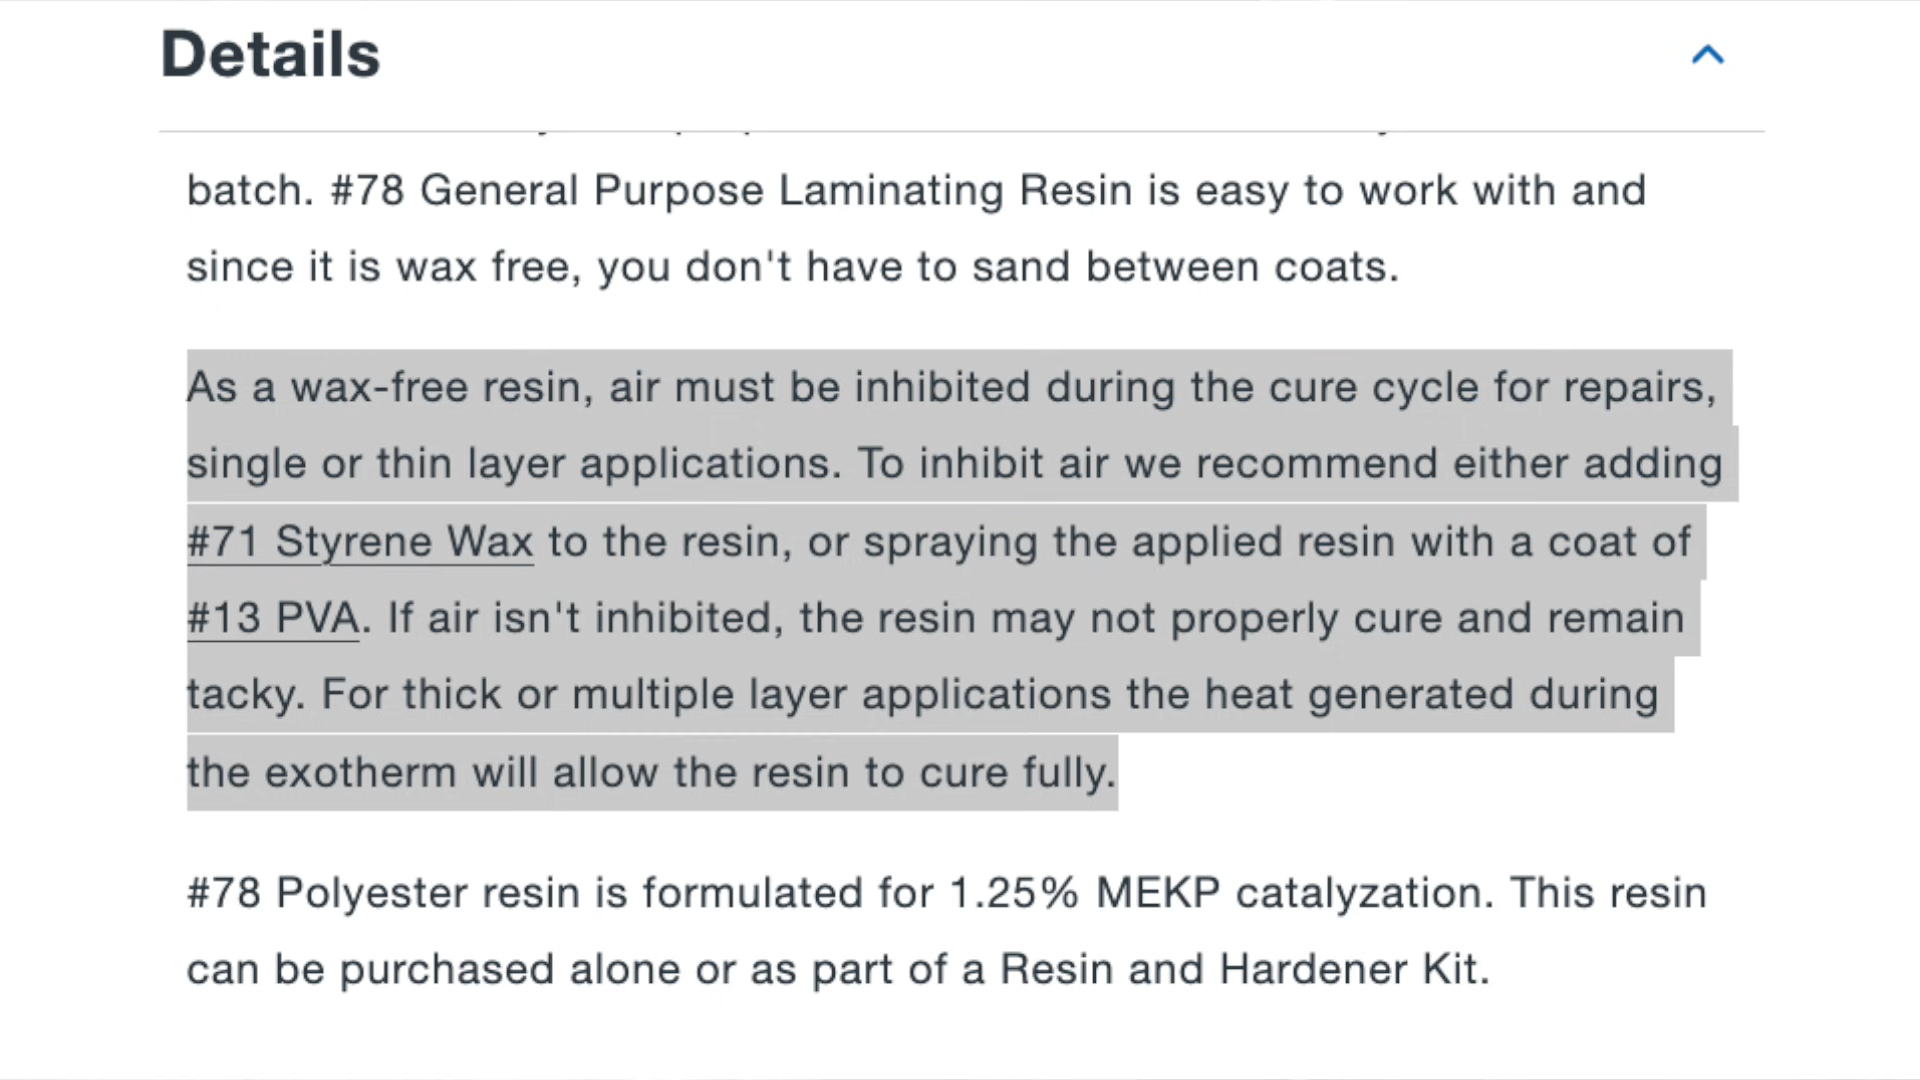 Details
batch. #78 General Purpose Laminating Resin is easy to work with and
since it is wax free, you don't have to sand between coats.
As a wax-free resin, air must be inhibited during the cure cycle for repairs,
single or thin layer applications. To inhibit air we recommend either adding
#71 Styrene Wax to the resin, or spraying the applied resin with a coat of
#13 PVA. If air isn't inhibited, the resin may not properly cure and remain
tacky. For thick or multiple layer applications the heat generated during
the exotherm will allow the resin to cure fully.
#78 Polyester resin is formulated for 1.25% MEKP catalyzation. This resin
can be purchased alone or as part of a Resin and Hardener Kit.